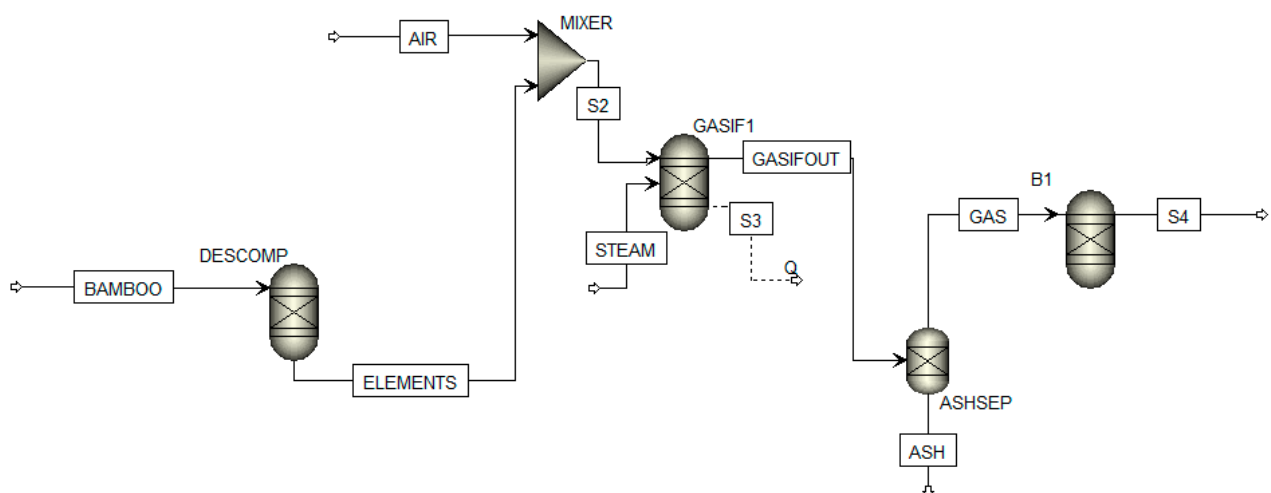 MIXER
AIR
S2
GASIF1
GASIFOUT
B1
GAS
S4
S3
STEAM
Q
DESCOMP
BAMBOO
ELEMENTS
ASHSEP
ASH